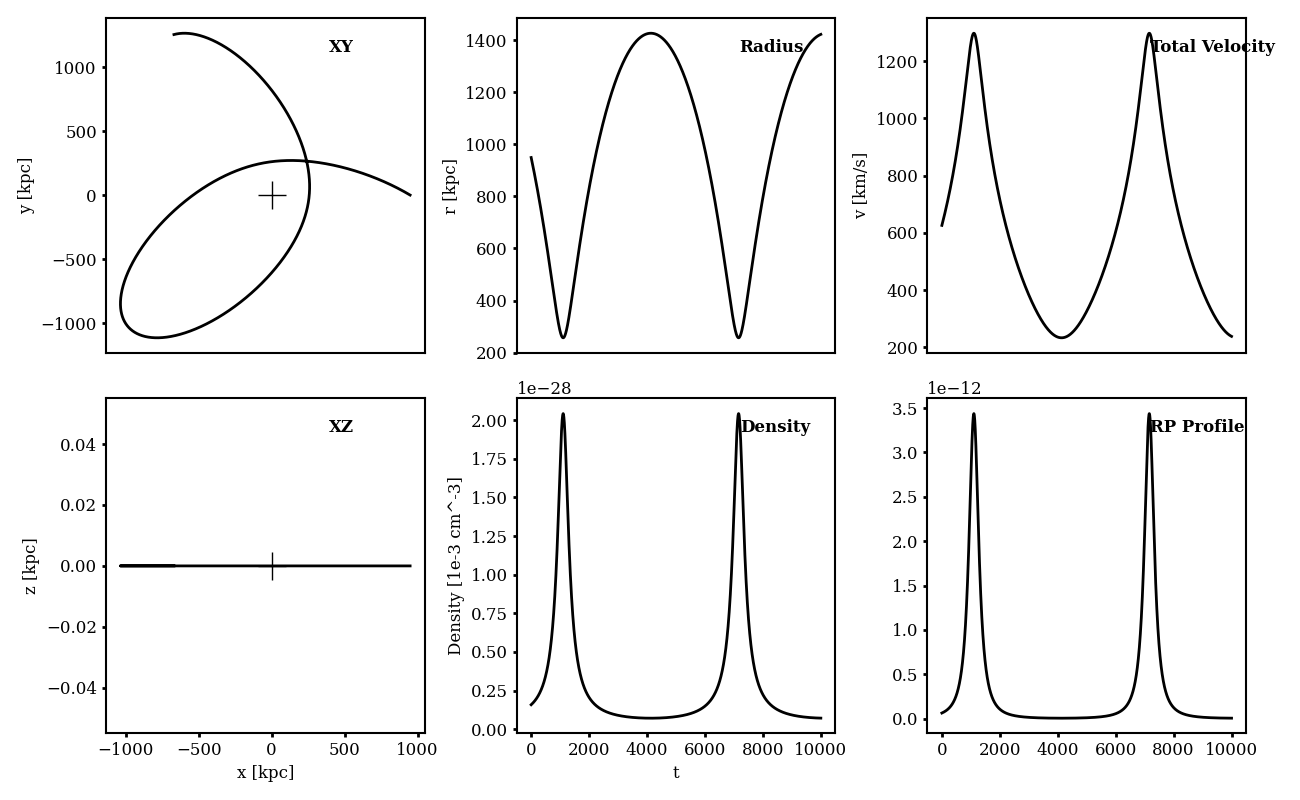 XY
y [kpc]
1000
500
0
−500
−1000
Radius
r [kpc]
1400
1200
1000
800
600
400
200
Total Velocity
v [km/s]
1200
1000
800
600
400
200
XZ
z [kpc]
0.04
0.02
0.00
−0.02
−0.04
−1000 −500 0 500 1000
x [kpc]
1e−28
Density
Density [1e-3 cm^-3]
2.00
1.75
1.50
1.25
1.00
0.75
0.50
0.25
0.00
0 2000 4000 6000 8000 10000
t
1e−12
RP Profile
3.5
3.0
2.5
2.0
1.5
1.0
0.5
0.0
0 2000 4000 6000 8000 10000